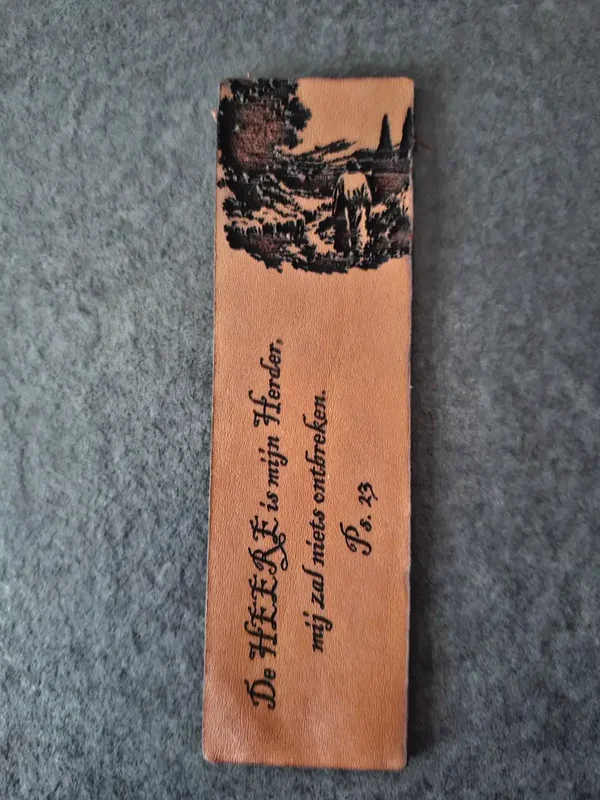 De HEERE is mijn Herder,
mij zal niets ontbreken.
Ps. 23